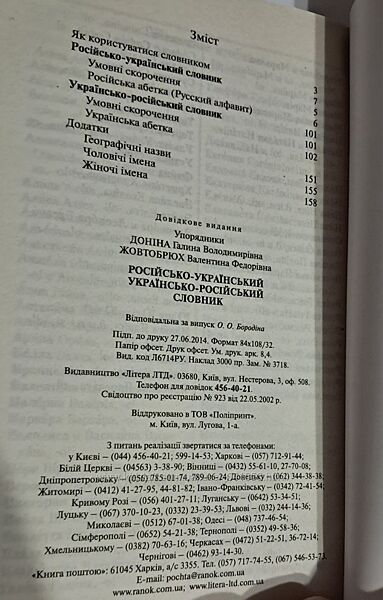 Зміст
Як користуватися словником
Російсько-український словник 3
Умовні скорочення 7
Російська абетка (Русский алфавит) 5
Українсько-російський словник 6
Умовні скорочення 101
Українська абетка 101
Додатки 102
Географічні назви
Чоловічі імена 151
Жіночі імена 155
158
Довідкове видання
Упорядники
ДОНІНА Галина Володимирівна
ЖОВТОБРЮХ Валентина Федорівна
РОСІЙСЬКО-УКРАЇНСЬКИЙ
УКРАЇНСЬКО-РОСІЙСЬКИЙ
СЛОВНИК
Відповідальна за випуск О. О. Бородіна
Підп. до друку 27.06.2014. Формат 84х108/32.
Папір офсет. Друк офсет. Ум. друк. арк. 8,4.
Вид. код Л6714РУ. Наклад 3000 пр. Зам. № 3718.
Видавництво «Літера ЛТД». 03680, Київ, вул. Нестерова, 3, оф. 508.
Телефон для довідок 456-40-21.
Свідоцтво про реєстрацію № 923 від 22.05.2002 р.
Віддруковано в ТОВ «Поліпринт».
м. Київ, вул. Лугова, 1-а.
З питань реалізації звертатися за телефонами:
у Києві – (044) 456-40-21; 599-14-53; Харкові – (057) 712-91-44;
Білій Церкві – (04563) 3-38-90; Вінниці – (0432) 55-61-10, 27-70-08;
Дніпропетровську – (056) 785-01-74, 789-06-24; Донецьку – (062) 344-38-38;
Житомирі – (0412) 41-27-95, 44-81-82; Івано-Франківську – (0342) 72-41-54;
Кривому Розі – (056) 401-27-11; Луганську – (0642) 53-34-51;
Луцьку – (067) 370-10-23, (0332) 23-39-53; Львові – (032) 244-14-36;
Миколаєві – (0512) 67-01-38; Одесі – (048) 737-46-54;
Сімферополі – (0652) 54-21-38; Тернополі – (0352) 49-58-36;
Хмельницькому – (0382) 70-63-16; Черкасах – (0472) 51-22-51, 36-72-14;
Чернігові – (0462) 93-14-30.
«Книга поштою»: 61045 Харків, а/с 3355. Тел. (057) 717-74-55, (067) 546-53-73.
E-mail: pochta@ranok.com.ua
www.ranok.com.ua, www.litera-ltd.com.ua